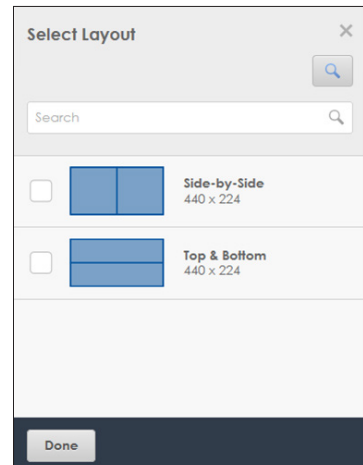 Select Layout
Search
Side-by-Side
440 x 224
Top & Bottom
440 x 224
Done